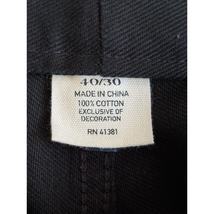 40/30
MADE IN CHINA
100% COTTON
EXCLUSIVE OF
DECORATION
RN 41381